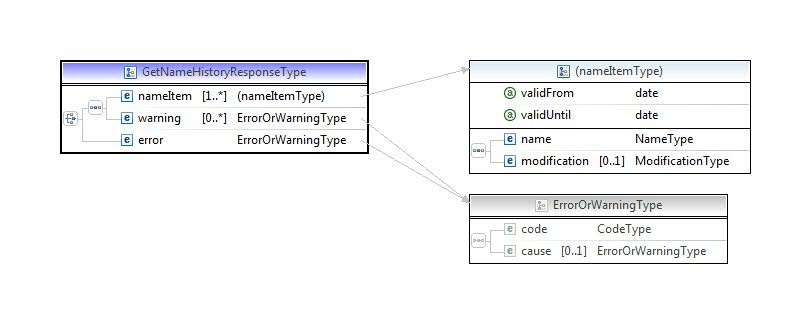 GetNameHistoryResponseType
e nameItem [1..*] (nameItemType)
e warning [0..*] ErrorOrWarningType
e error ErrorOrWarningType
(nameItemType)
a validFrom date
a validUntil date
e name NameType
e modification [0..1] ModificationType
ErrorOrWarningType
e code CodeType
e cause [0..1] ErrorOrWarningType